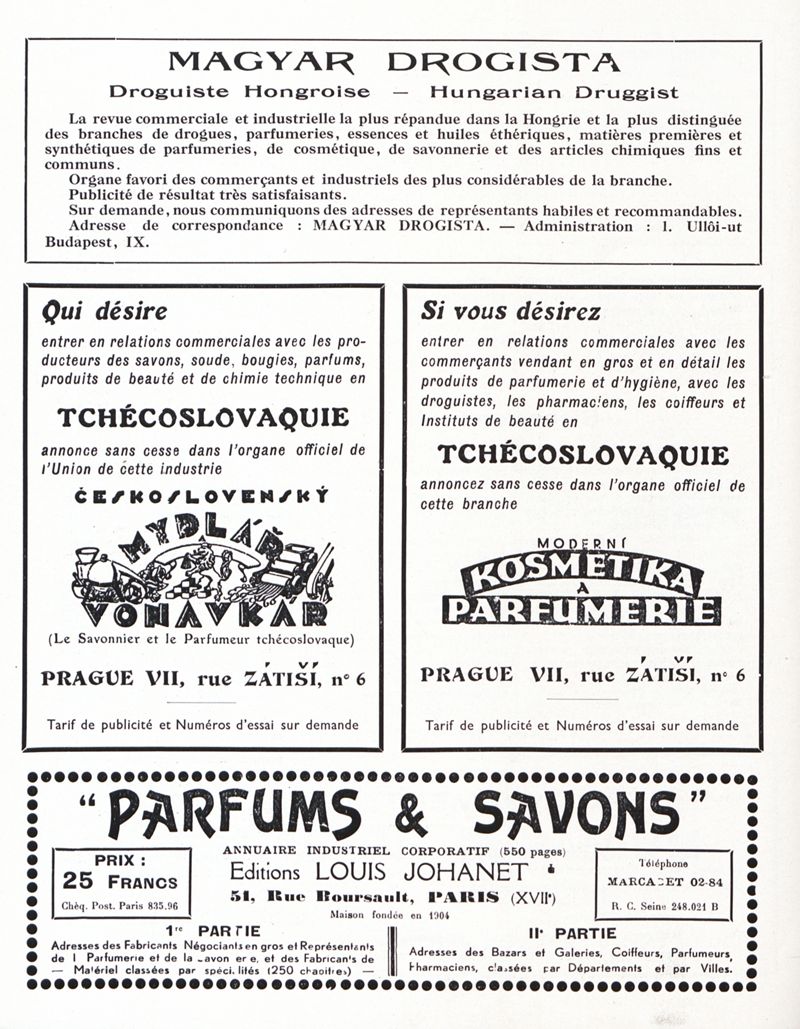 MAGYAR DROGISTA
Droguiste Hongroise — Hungarian Druggist
La revue commerciale et industrielle la plus répandue dans la Hongrie et la plus distinguée
des branches de drogues, parfumeries, essences et huiles éthériques, matières premières et
synthétiques de parfumeries, de cosmétique, de savonnerie et des articles chimiques fins et
communs.
Organe favori des commerçants et industriels des plus considérables de la branche.
Publicité de résultat très satisfaisants.
Sur demande, nous communiquons des adresses de représentants habiles et recommandables.
Adresse de correspondance : MAGYAR DROGISTA. — Administration : 1. Ullôi-ut
Budapest, IX.
Qui désire
entrer en relations commerciales avec les pro-
ducteurs des savons, soude, bougies, parfums,
produits de beauté et de chimie technique en
TCHÉCOSLOVAQUIE
annonce sans cesse dans l'organe officiel de
l'Union de cette industrie
ČESKOSLOVENSKÝ
MYDLÁŘ
A
VOŇAVKÁŘ
(Le Savonnier et le Parfumeur tchécoslovaque)
PRAGUE VII, rue ZÁTIŠÍ, nº 6
Tarif de publicité et Numéros d'essai sur demande
Si vous désirez
entrer en relations commerciales avec les
commerçants vendant en gros et en détail les
produits de parfumerie et d'hygiène, avec les
droguistes, les pharmaciens, les coiffeurs et
Instituts de beauté en
TCHÉCOSLOVAQUIE
annoncez sans cesse dans l'organe officiel de
cette branche
MODERNÍ
KOSMETIKA
A
PARFUMERIE
PRAGUE VII, rue ZÁTIŠÍ, nº 6
Tarif de publicité et Numéros d'essai sur demande
“PARFUMS & SAVONS”
ANNUAIRE INDUSTRIEL CORPORATIF (550 pages)
PRIX :
25 FRANCS
Chèq. Post. Paris 835.96
Editions LOUIS JOHANET
51, Rue Boursault, PARIS (XVIIe)
Maison fondée en 1904
Téléphone
MARCADET 02-84
R. C. Seine 248.021 B
1re PARTIE
Adresses des Fabricants Négociants en gros et Représentants
de l Parfumerie et de la Savonnerie, et des Fabricants de
— Matériel classées par spécialités (250 chapitres) —
IIe PARTIE
Adresses des Bazars et Galeries, Coiffeurs, Parfumeurs,
Pharmaciens, classées par Départements et par Villes.